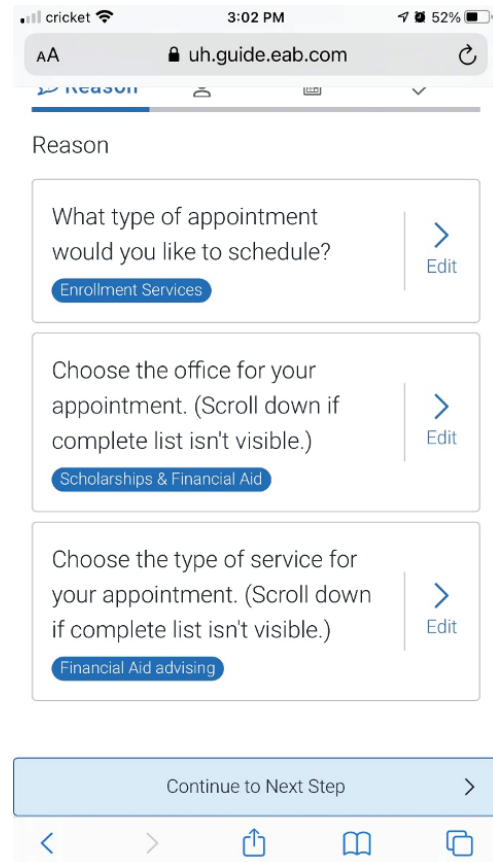 cricket 3:02 PM 52%
AA uh.guide.eab.com
Reason
Reason
What type of appointment
would you like to schedule?
Edit
Enrollment Services
Choose the office for your
appointment. (Scroll down if
complete list isn't visible.)
Edit
Scholarships & Financial Aid
Choose the type of service for
your appointment. (Scroll down
if complete list isn't visible.)
Edit
Financial Aid advising
Continue to Next Step